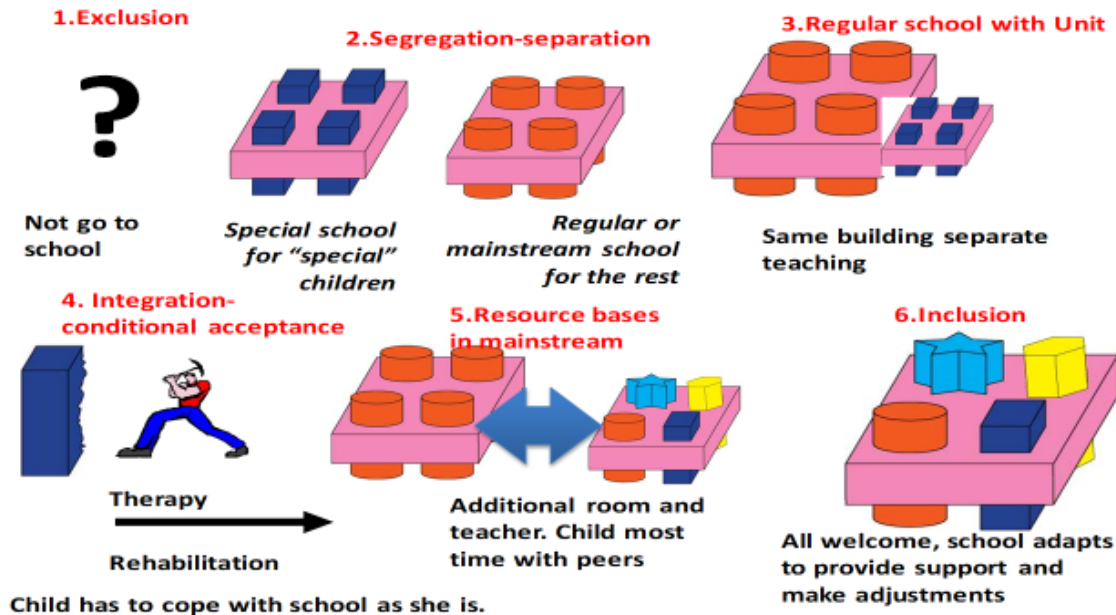 1.Exclusion
?
Not go to
school
2.Segregation-separation
Special school
for “special”
children
Regular or
mainstream school
for the rest
3.Regular school with Unit
Same building separate
teaching
4. Integration-
conditional acceptance
Therapy
Rehabilitation
Child has to cope with school as she is.
5.Resource bases
in mainstream
Additional room and
teacher. Child most
time with peers
6.Inclusion
All welcome, school adapts
to provide support and
make adjustments